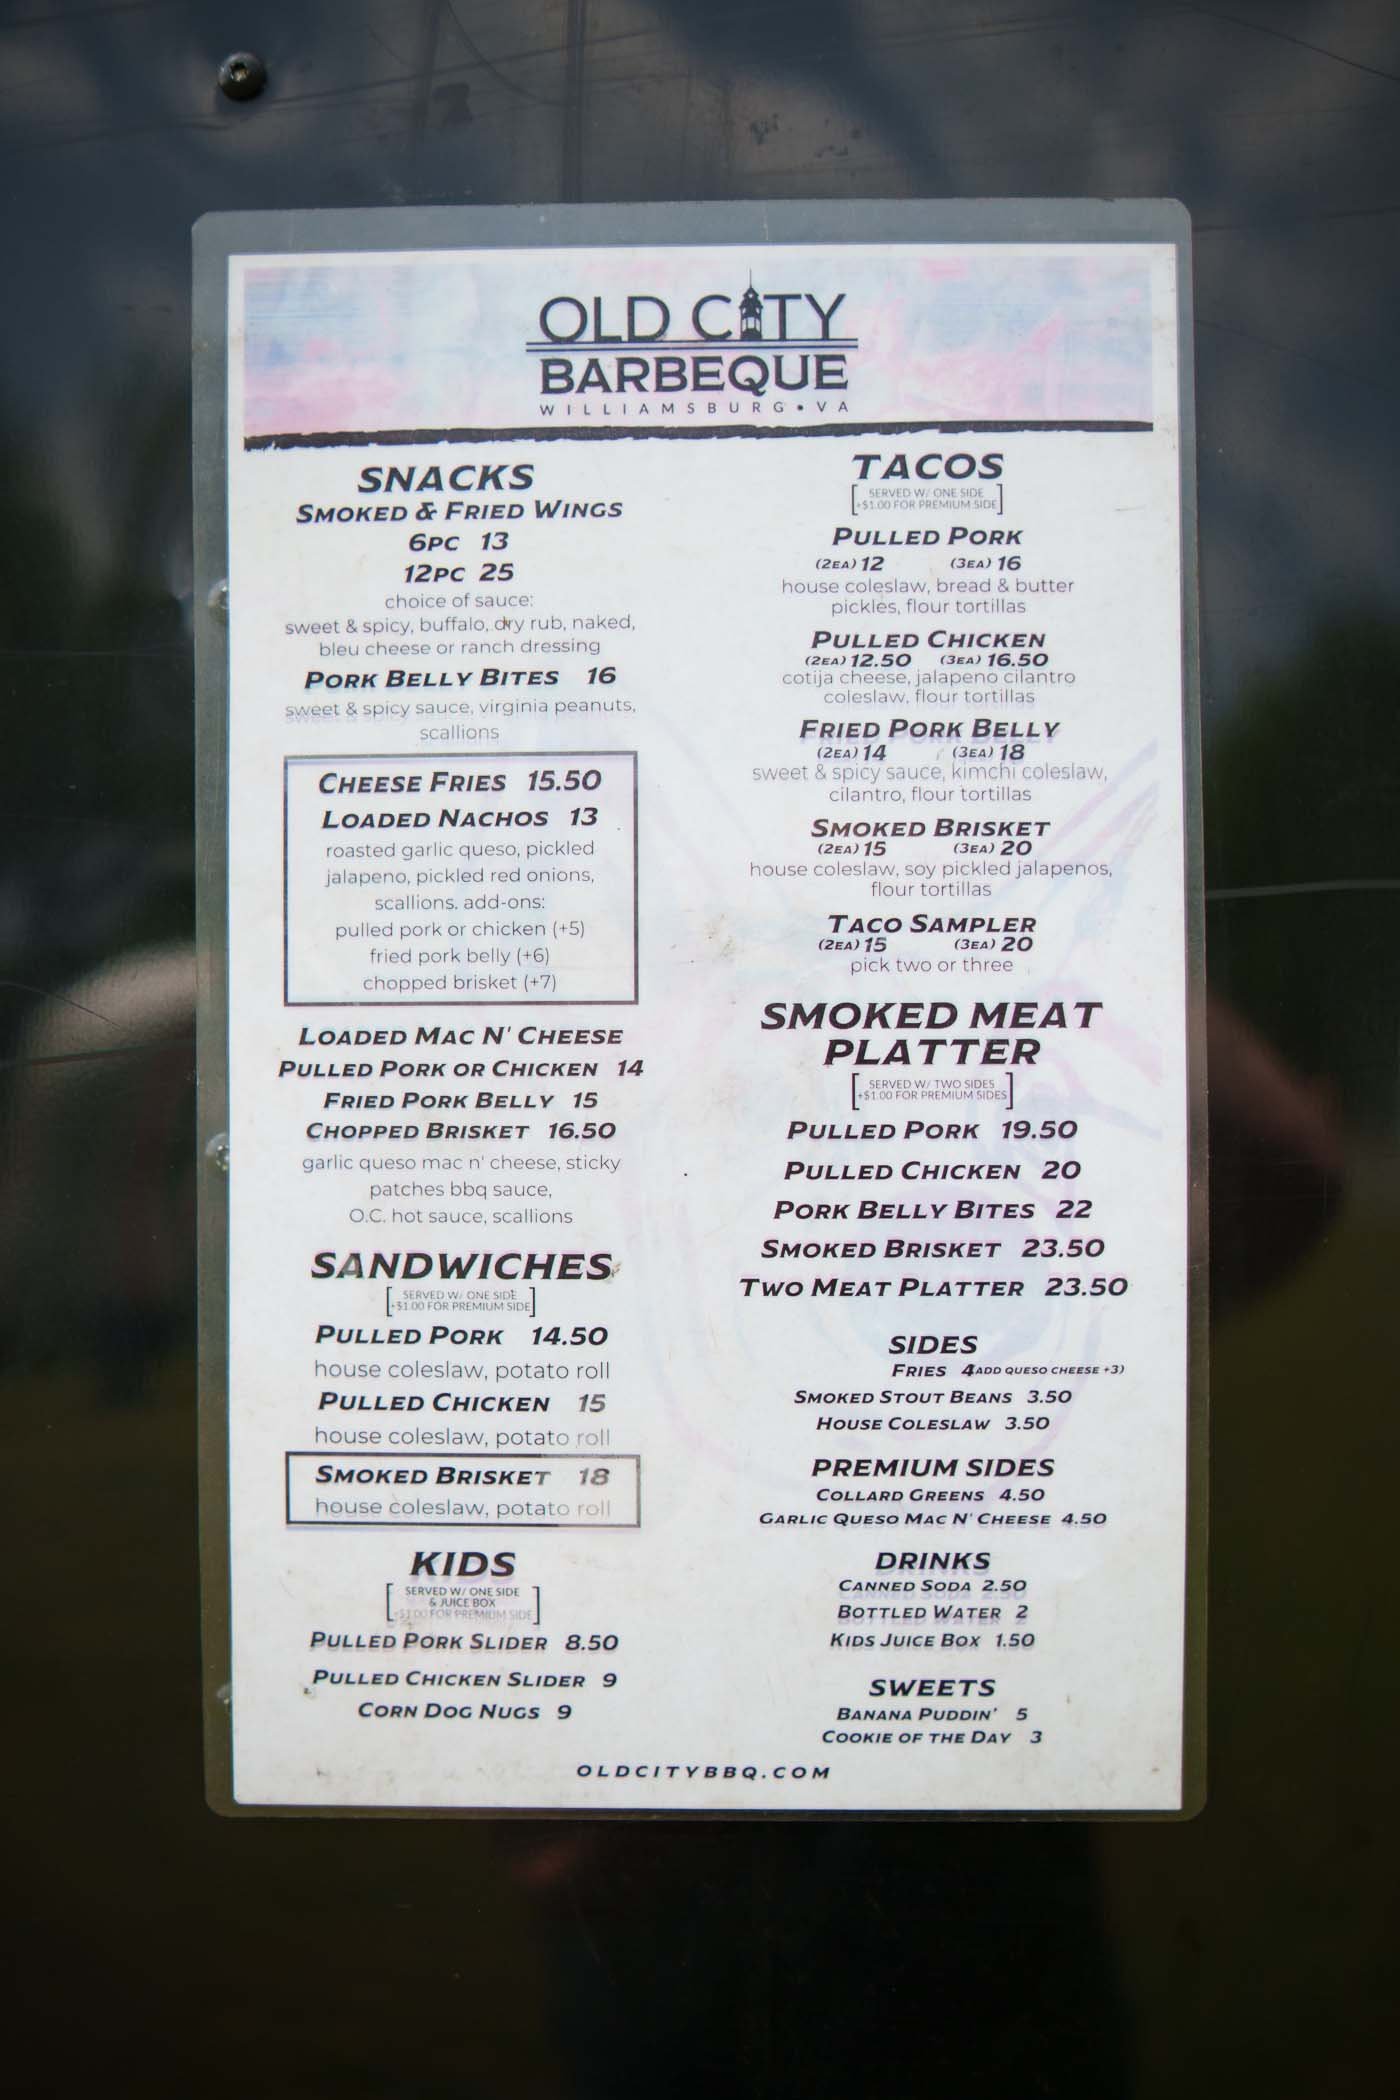 OLD CITY
BARBEQUE
WILLIAMSBURG•VA
SNACKS
SMOKED & FRIED WINGS
6PC 13
12PC 25
choice of sauce:
sweet & spicy, buffalo, dry rub, naked,
bleu cheese or ranch dressing
PORK BELLY BITES 16
sweet & spicy sauce, virginia peanuts,
scallions
CHEESE FRIES 15.50
LOADED NACHOS 13
roasted garlic queso, pickled
jalapeno, pickled red onions,
scallions. add-ons:
pulled pork or chicken (+5)
fried pork belly (+6)
chopped brisket (+7)
LOADED MAC N' CHEESE
PULLED PORK OR CHICKEN 14
FRIED PORK BELLY 15
CHOPPED BRISKET 16.50
garlic queso mac n' cheese, sticky
patches bbq sauce,
O.C. hot sauce, scallions
SANDWICHES
[SERVED W/ ONE SIDE
+$1.00 FOR PREMIUM SIDE]
PULLED PORK 14.50
house coleslaw, potato roll
PULLED CHICKEN 15
house coleslaw, potato roll
SMOKED BRISKET 18
house coleslaw, potato roll
KIDS
[SERVED W/ ONE SIDE
& JUICE BOX
+$1.00 FOR PREMIUM SIDE]
PULLED PORK SLIDER 8.50
PULLED CHICKEN SLIDER 9
CORN DOG NUGS 9
TACOS
[SERVED W/ ONE SIDE
+$1.00 FOR PREMIUM SIDE]
PULLED PORK
(2EA) 12 (3EA) 16
house coleslaw, bread & butter
pickles, flour tortillas
PULLED CHICKEN
(2EA) 12.50 (3EA) 16.50
cotija cheese, jalapeno cilantro
coleslaw, flour tortillas
FRIED PORK BELLY
(2EA) 14 (3EA) 18
sweet & spicy sauce, kimchi coleslaw,
cilantro, flour tortillas
SMOKED BRISKET
(2EA) 15 (3EA) 20
house coleslaw, soy pickled jalapenos,
flour tortillas
TACO SAMPLER
(2EA) 15 (3EA) 20
pick two or three
SMOKED MEAT
PLATTER
[SERVED W/ TWO SIDES
+$1.00 FOR PREMIUM SIDES]
PULLED PORK 19.50
PULLED CHICKEN 20
PORK BELLY BITES 22
SMOKED BRISKET 23.50
TWO MEAT PLATTER 23.50
SIDES
FRIES 4 ADD QUESO CHEESE +3)
SMOKED STOUT BEANS 3.50
HOUSE COLESLAW 3.50
PREMIUM SIDES
COLLARD GREENS 4.50
GARLIC QUESO MAC N' CHEESE 4.50
DRINKS
CANNED SODA 2.50
BOTTLED WATER 2
KIDS JUICE BOX 1.50
SWEETS
BANANA PUDDIN' 5
COOKIE OF THE DAY 3
OLDCITYBBQ.COM